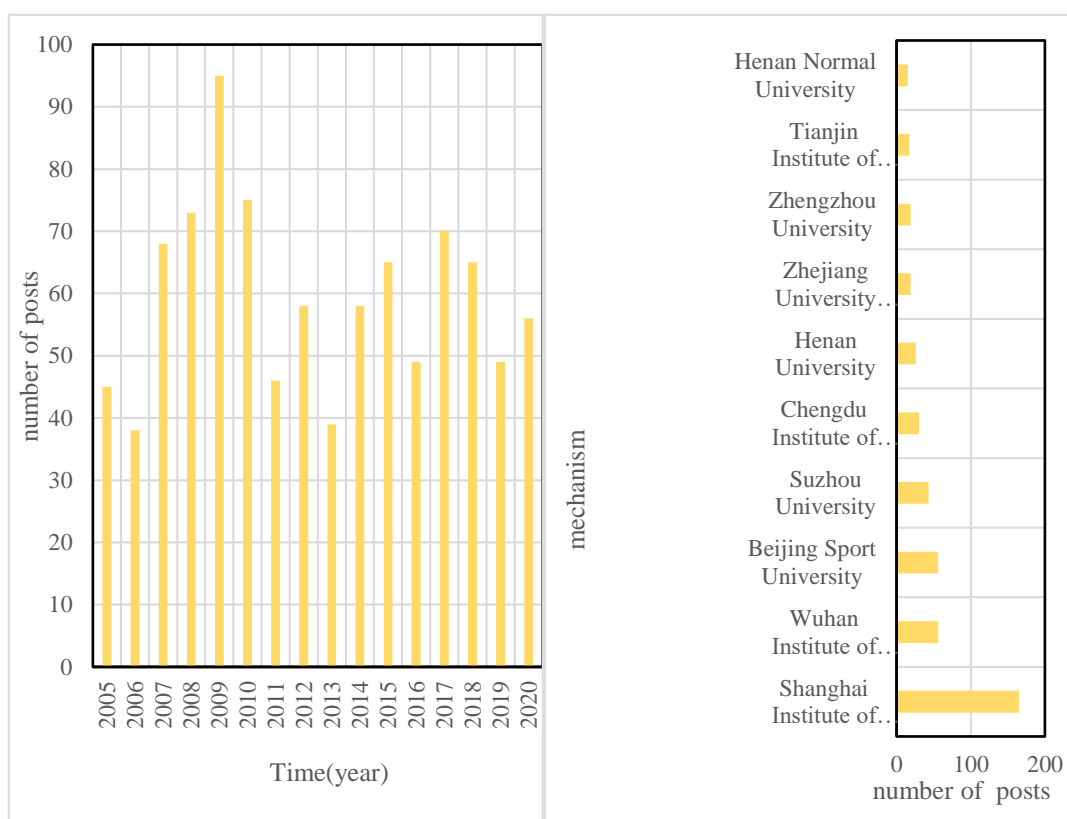 100
90
80
70
60
50
40
30
20
10
0
number of posts
2005
2006
2007
2008
2009
2010
2011
2012
2013
2014
2015
2016
2017
2018
2019
2020
Time(year)
mechanism
Henan Normal
University
Tianjin
Institute of…
Zhengzhou
University
Zhejiang
University…
Henan
University
Chengdu
Institute of…
Suzhou
University
Beijing Sport
University
Wuhan
Institute of…
Shanghai
Institute of…
0 100 200
number of posts